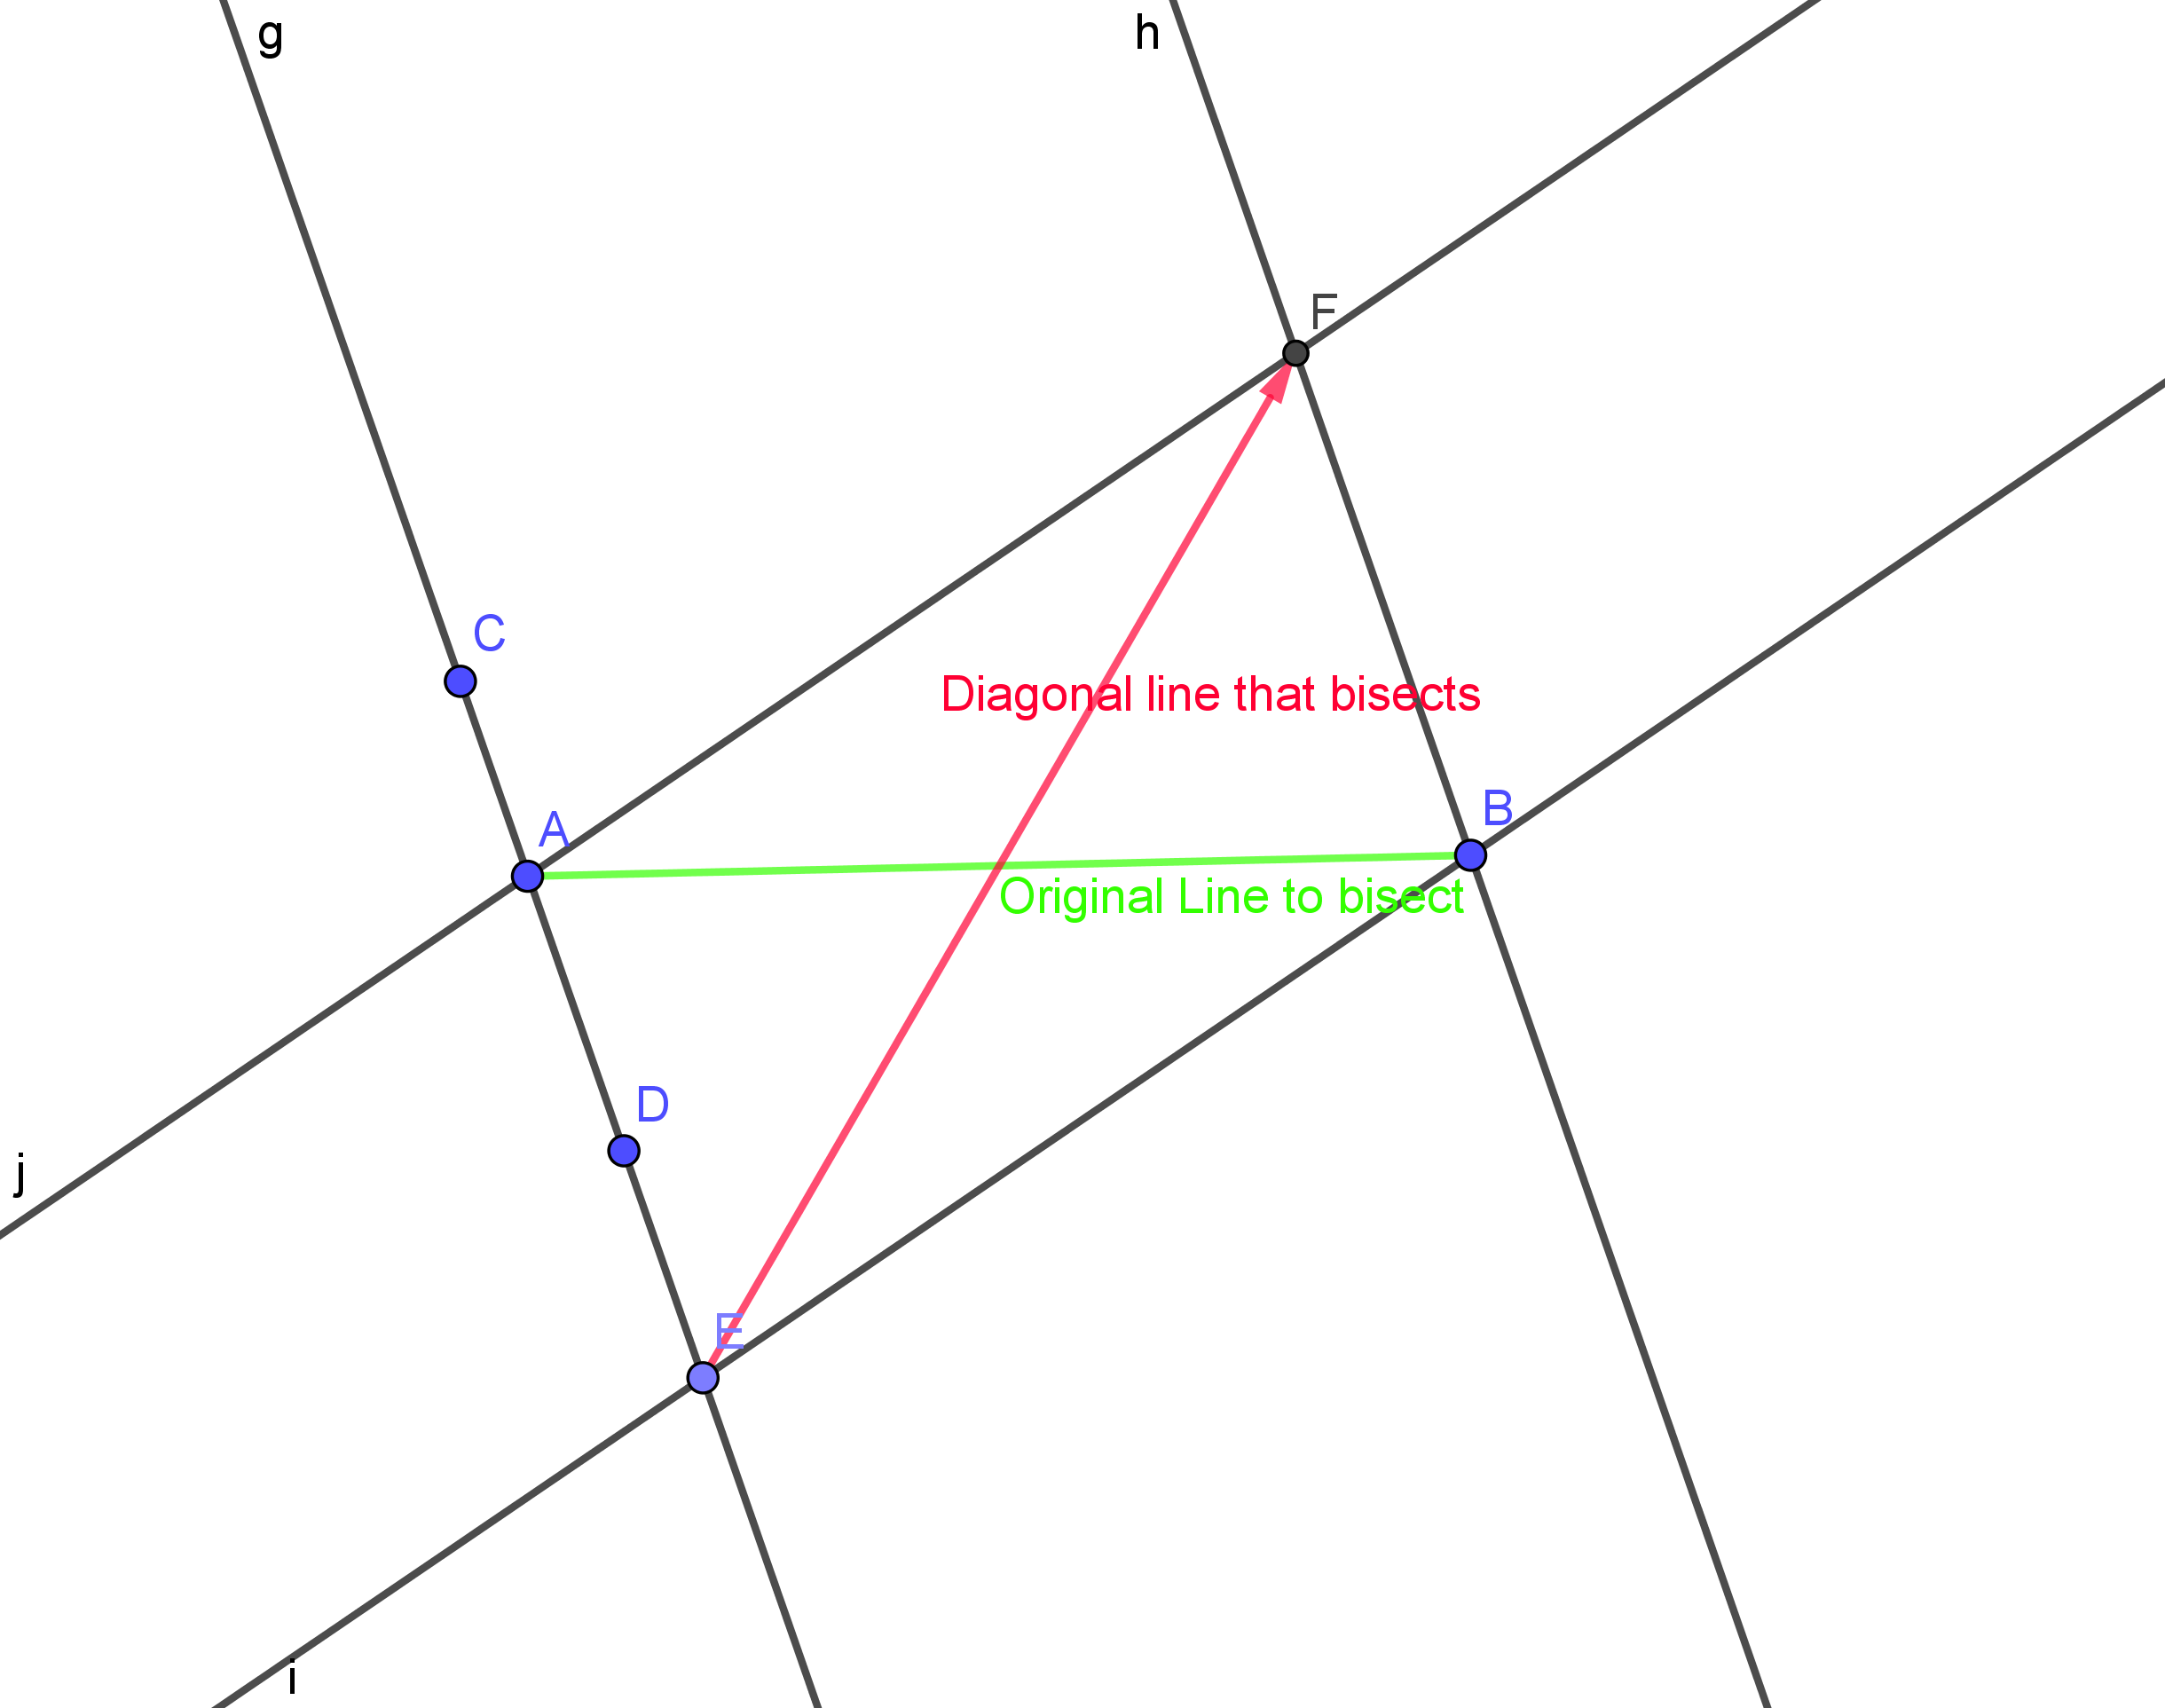 g
h
F
C
Diagonal line that bisects
B
A
Original Line to bisect
D
j
E
i